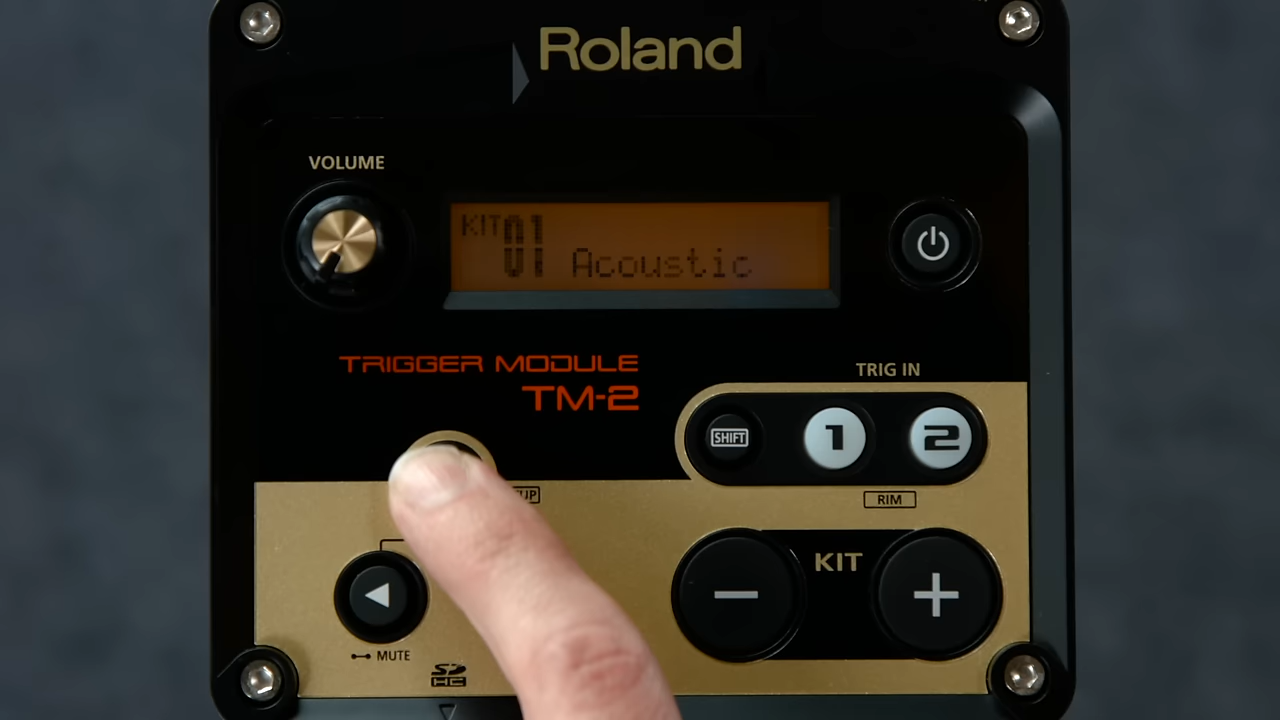 Roland
VOLUME
KIT 01
Acoustic
TRIGGER MODULE
TM-2
TRIG IN
SHIFT
1
2
RIM
KIT
MUTE
SD
HC